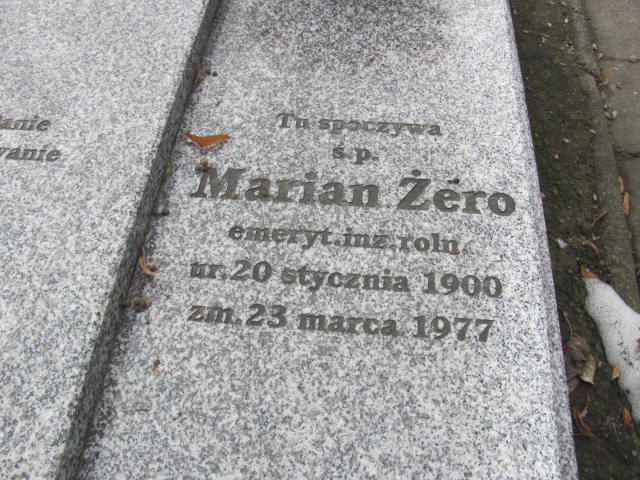 Tu spoczywa
ś.p.
Marian Żero
emeryt.inż.roln.
ur.20 stycznia 1900
zm.23 marca 1977